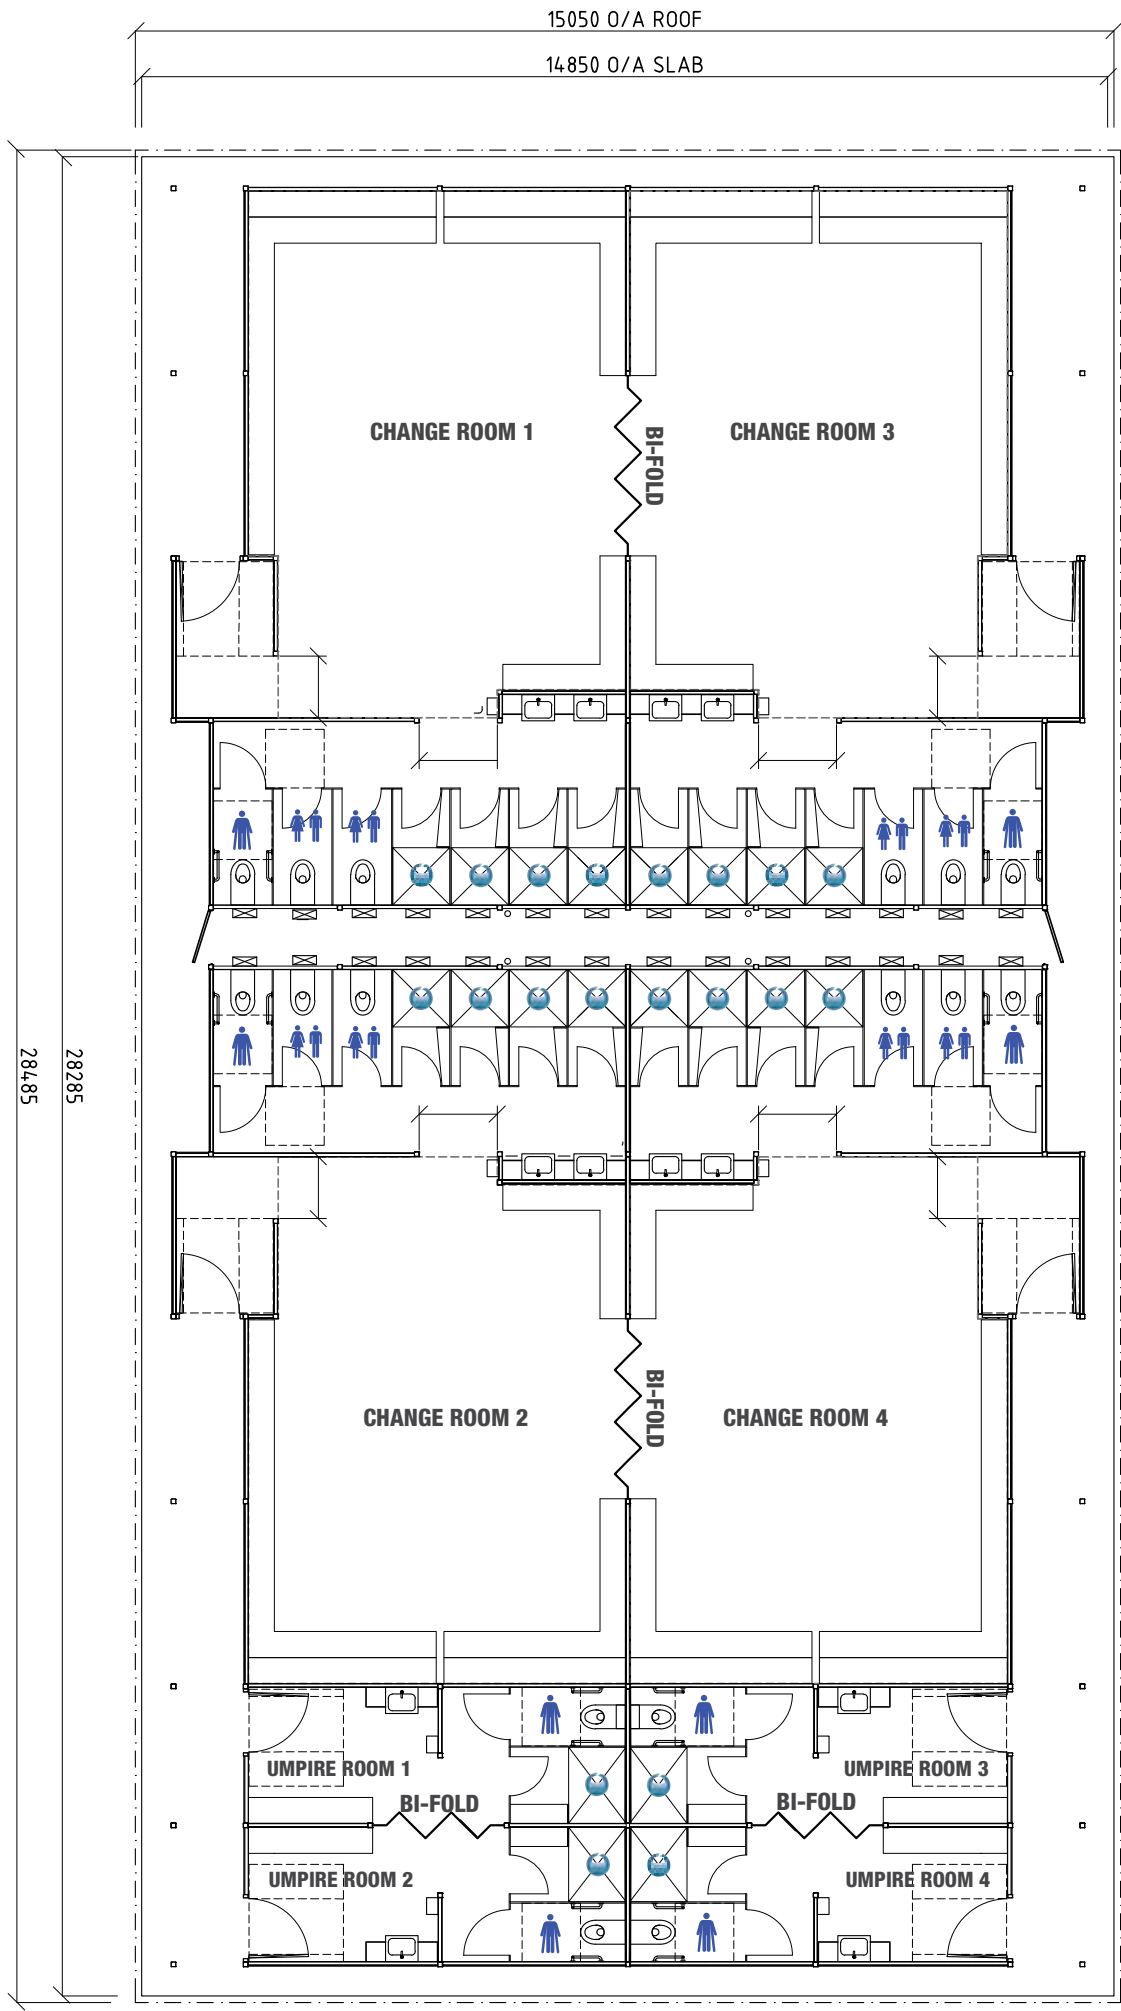 15050 O/A ROOF
14850 O/A SLAB
CHANGE ROOM 1
BI-FOLD
CHANGE ROOM 3
28485
28285
CHANGE ROOM 2
BI-FOLD
CHANGE ROOM 4
UMPIRE ROOM 1
UMPIRE ROOM 3
BI-FOLD
BI-FOLD
UMPIRE ROOM 2
UMPIRE ROOM 4